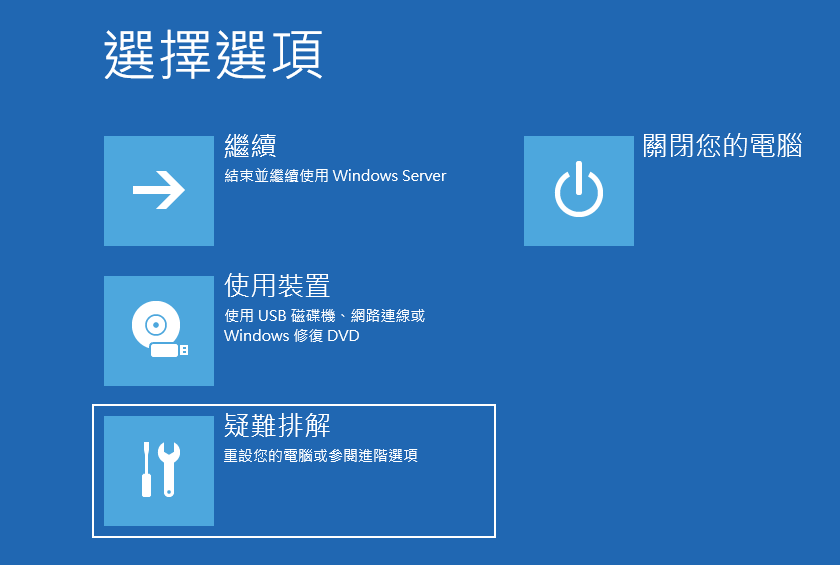 選擇選項
繼續
結束並繼續使用 Windows Server
關閉您的電腦
使用裝置
使用 USB 磁碟機、網路連線或
Windows 修復 DVD
疑難排解
重設您的電腦或參閱進階選項